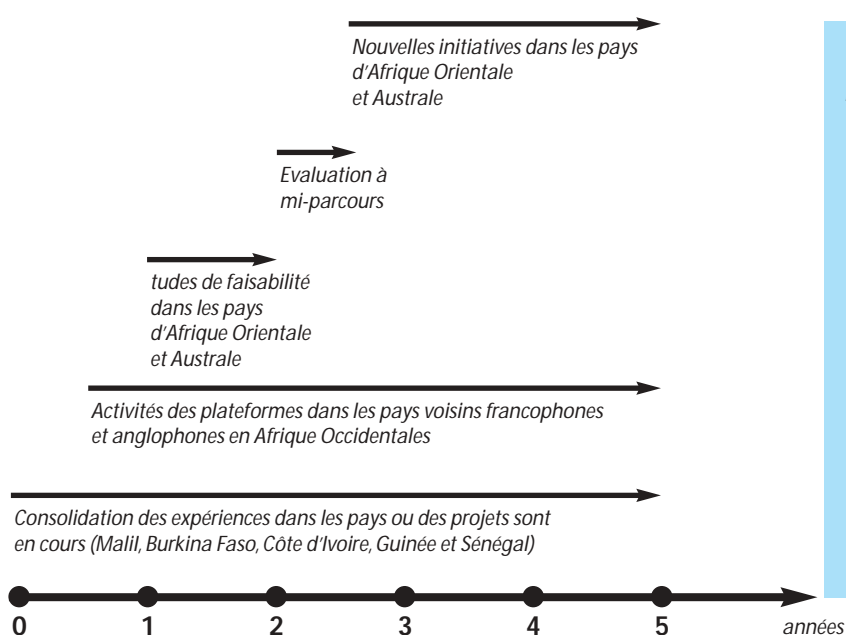 Nouvelles initiatives dans les pays
d'Afrique Orientale
et Australe
Evaluation à
mi-parcours
tudes de faisabilité
dans les pays
d'Afrique Orientale
et Australe
Activités des plateformes dans les pays voisins francophones
et anglophones en Afrique Occidentales
Consolidation des expériences dans les pays ou des projets sont
en cours (Malil, Burkina Faso, Côte d'Ivoire, Guinée et Sénégal)
0 1 2 3 4 5 années